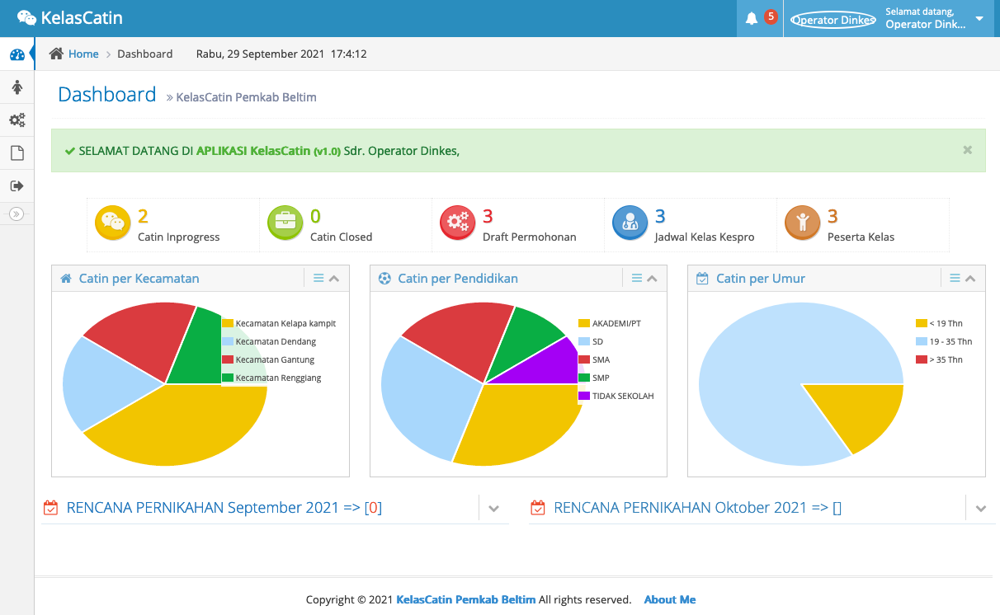 KelasCatin
5
Operator Dinkes
Selamat datang,
Operator Dink...
Home
Dashboard
Rabu, 29 September 2021 17:4:12
Dashboard
» KelasCatin Pemkab Beltim
SELAMAT DATANG DI APLIKASI KelasCatin (v1.0) Sdr. Operator Dinkes,
2
Catin Inprogress
0
Catin Closed
3
Draft Permohonan
3
Jadwal Kelas Kespro
3
Peserta Kelas
Catin per Kecamatan
Kecamatan Kelapa kampit
Kecamatan Dendang
Kecamatan Gantung
Kecamatan Renggiang
Catin per Pendidikan
AKADEMI/PT
SD
SMA
SMP
TIDAK SEKOLAH
Catin per Umur
< 19 Thn
19 - 35 Thn
> 35 Thn
RENCANA PERNIKAHAN September 2021 => [0]
RENCANA PERNIKAHAN Oktober 2021 => []
Copyright © 2021 KelasCatin Pemkab Beltim All rights reserved. About Me